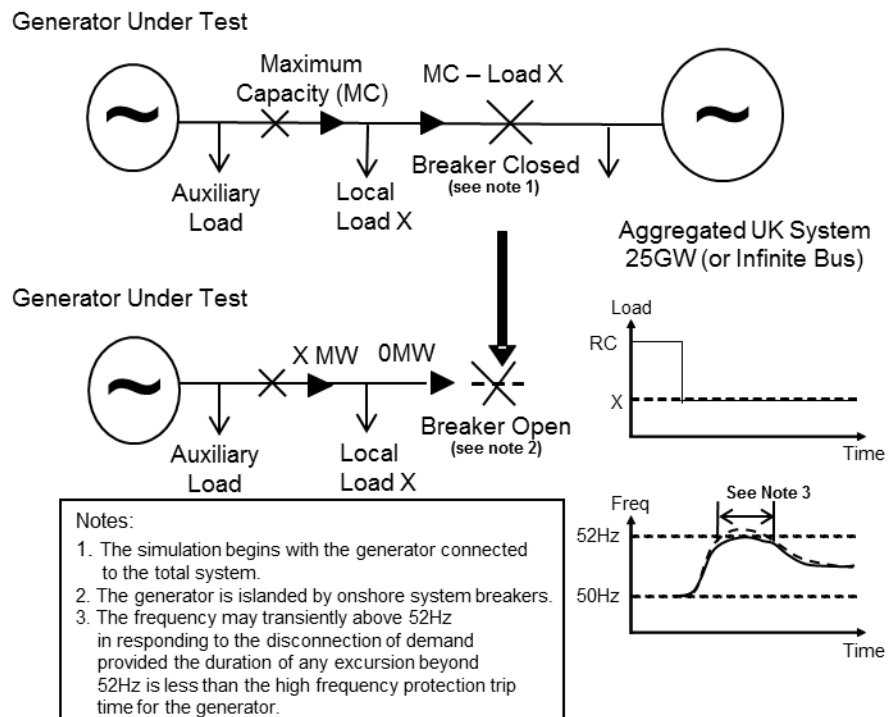 Generator Under Test
Maximum
Capacity (MC)
MC – Load X
~
~
Auxiliary
Load
Local
Load X
Breaker Closed
(see note 1)
Aggregated UK System
25GW (or Infinite Bus)
Generator Under Test
~
X MW
0MW
Auxiliary
Load
Local
Load X
Breaker Open
(see note 2)
Load
RC
X
Time
Freq
See Note 3
52Hz
50Hz
Time
Notes:
1. The simulation begins with the generator connected
to the total system.
2. The generator is islanded by onshore system breakers.
3. The frequency may transiently above 52Hz
in responding to the disconnection of demand
provided the duration of any excursion beyond
52Hz is less than the high frequency protection trip
time for the generator.